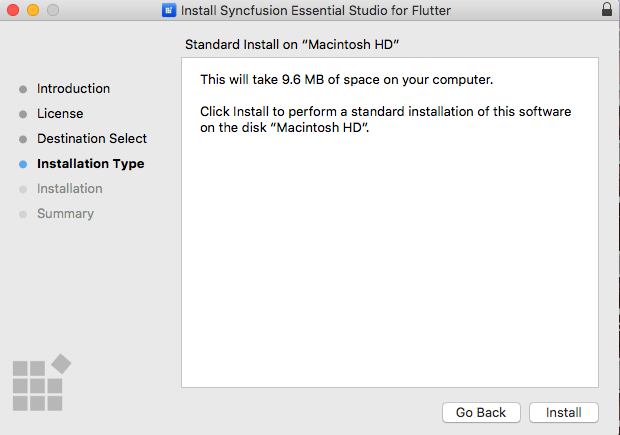 Install Syncfusion Essential Studio for Flutter
Standard Install on “Macintosh HD”
Introduction
License
Destination Select
Installation Type
Installation
Summary
This will take 9.6 MB of space on your computer.
Click Install to perform a standard installation of this software
on the disk “Macintosh HD”.
Go Back
Install